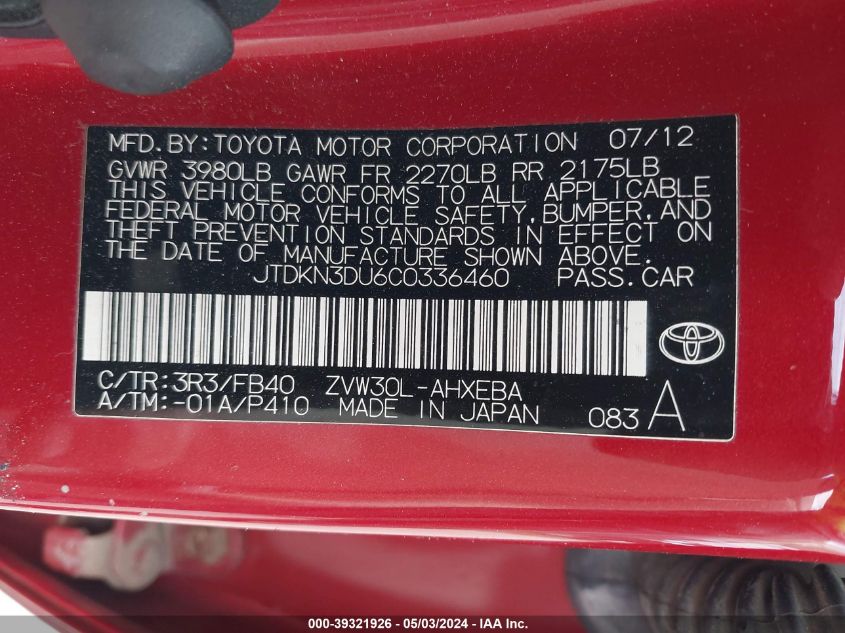 MFD.BY:TOYOTA MOTOR CORPORATION 07/12
GVWR 3980LB GAWR FR 2270LB RR 2175LB
THIS VEHICLE CONFORMS TO ALL APPLICABLE
FEDERAL MOTOR VEHICLE SAFETY,BUMPER,AND
THEFT PREVENTION STANDARDS IN EFFECT ON
THE DATE OF MANUFACTURE SHOWN ABOVE.
JTDKN3DU6C0336460 PASS.CAR
C/TR:3R3/FB40 ZVW30L-AHXEBA
A/TM:-01A/P410 MADE IN JAPAN 083 A
000-39321926 - 05/03/2024 - IAA Inc.